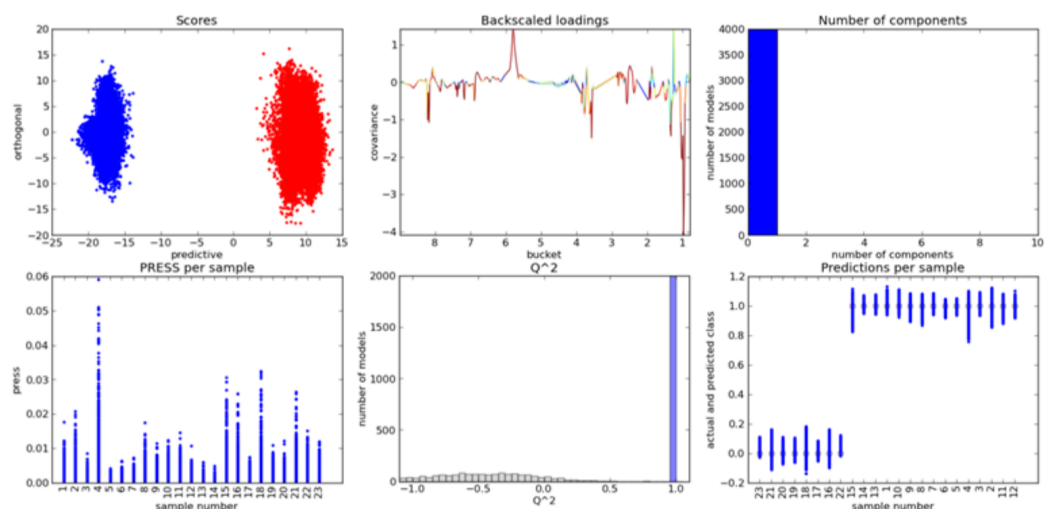 Scores
Backscaled loadings
Number of components
20
15
10
5
0
−5
−10
−15
−20
orthogonal
−25 −20 −15 −10 −5 0 5 10 15
predictive
1
0
−1
−2
−3
−4
covariance
8 7 6 5 4 3 2 1
bucket
4000
3500
3000
2500
2000
1500
1000
500
0
number of models
0 2 4 6 8 10
number of components
PRESS per sample
Q^2
Predictions per sample
0.06
0.05
0.04
0.03
0.02
0.01
0.00
press
1 2 3 4 5 6 7 8 9 10 11 12 13 14 15 16 17 18 19 20 21 22 23
sample number
2000
1500
1000
500
0
number of models
−1.0 −0.5 0.0 0.5 1.0
Q^2
1.2
1.0
0.8
0.6
0.4
0.2
0.0
−0.2
actual and predicted class
23 21 20 19 18 17 16 22 15 14 13 1 10 9 8 7 6 5 4 3 2 11 12
sample number